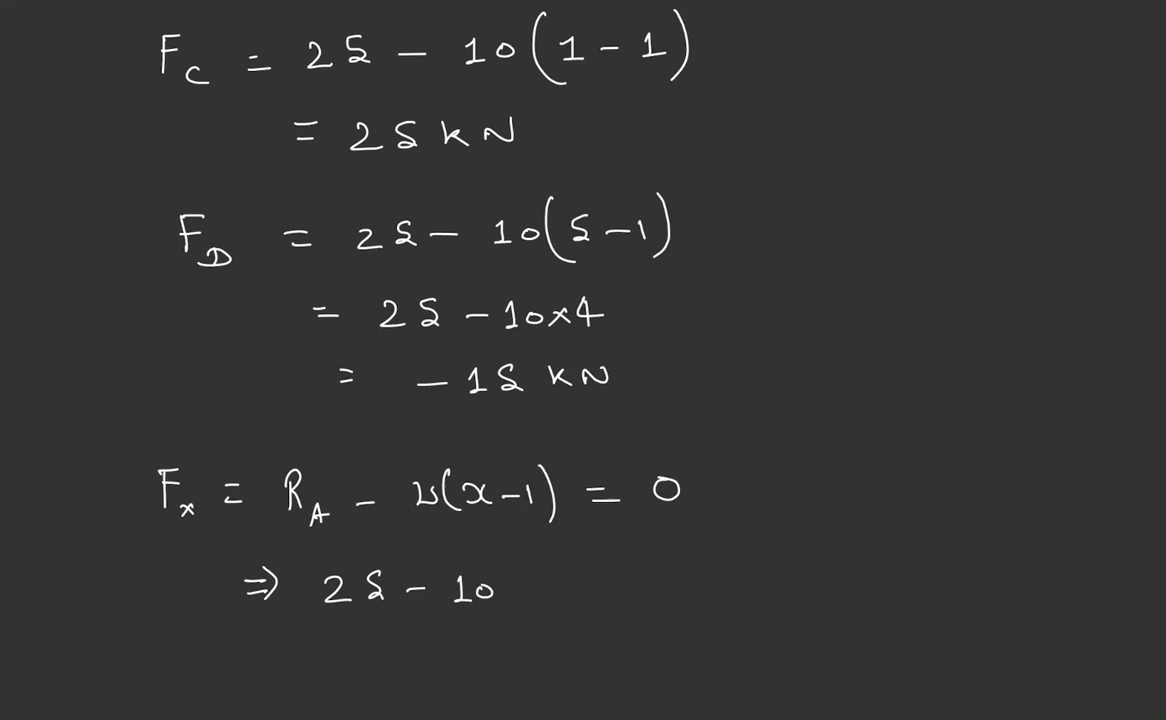 F_C = 25 - 10(1 - 1)
= 25 kN
F_D = 25 - 10(5 - 1)
= 25 - 10×4
= - 15 kN
F_x = R_A - w(x - 1) = 0
⇒ 25 - 10